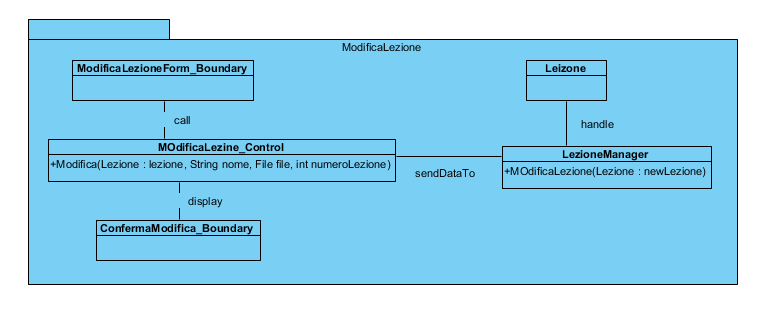 ModificaLezione
ModificaLezioneForm_Boundary
Leizone
call
handle
MOdificaLezine_Control
+Modifica(Lezione : lezione, String nome, File file, int numeroLezione)
sendDataTo
LezioneManager
+MOdificaLezione(Lezione : newLezione)
display
ConfermaModifica_Boundary